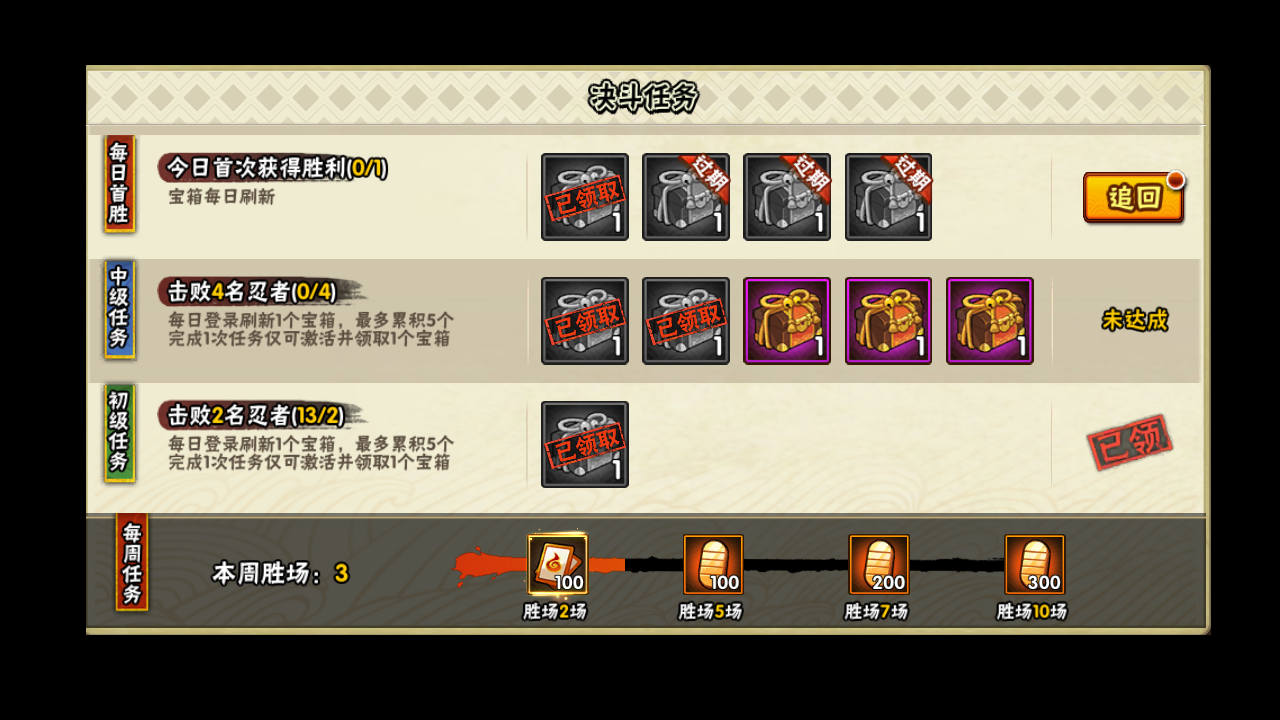 决斗任务
每日首胜
今日首次获得胜利(0/1)
宝箱每日刷新
已领取
1
过期
1
过期
1
过期
1
追回
中级任务
击败4名忍者(0/4)
每日登录刷新1个宝箱，最多累积5个
完成1次任务仅可激活并领取1个宝箱
已领取
1
已领取
1
1
1
1
未达成
初级任务
击败2名忍者(13/2)
每日登录刷新1个宝箱，最多累积5个
完成1次任务仅可激活并领取1个宝箱
已领取
1
已领
每周任务
本周胜场：3
100
100
200
300
胜场2场
胜场5场
胜场7场
胜场10场